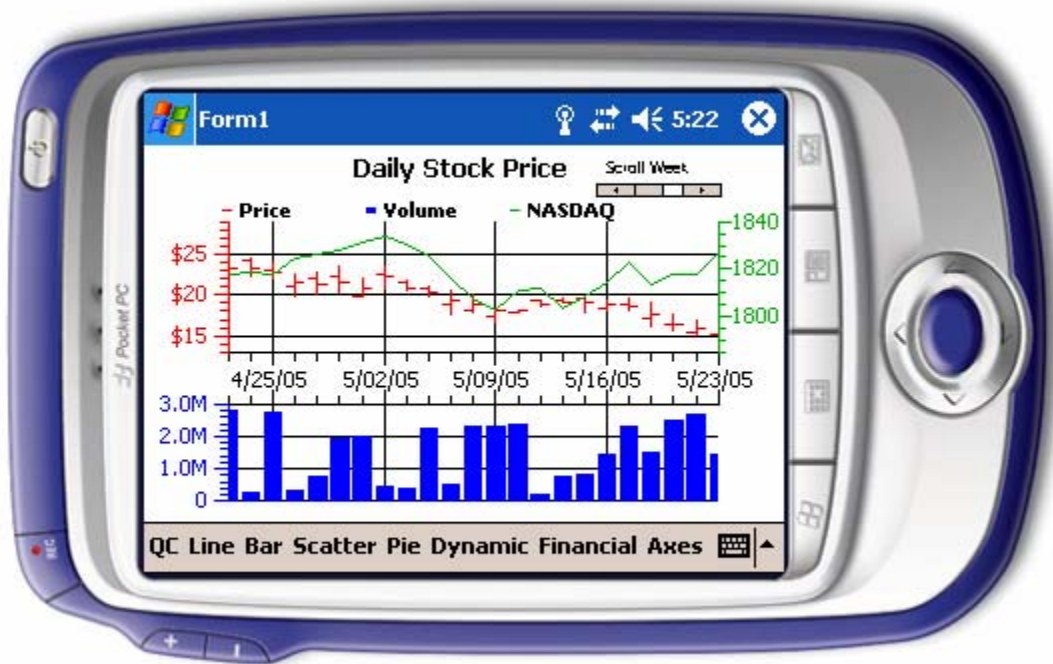 Form1 5:22
Daily Stock Price
Scroll Week
Price Volume NASDAQ
1840
$25
1820
$20
1800
$15
4/25/05 5/02/05 5/09/05 5/16/05 5/23/05
3.0M
2.0M
1.0M
0
QC Line Bar Scatter Pie Dynamic Financial Axes
Pocket PC
REC
+
-